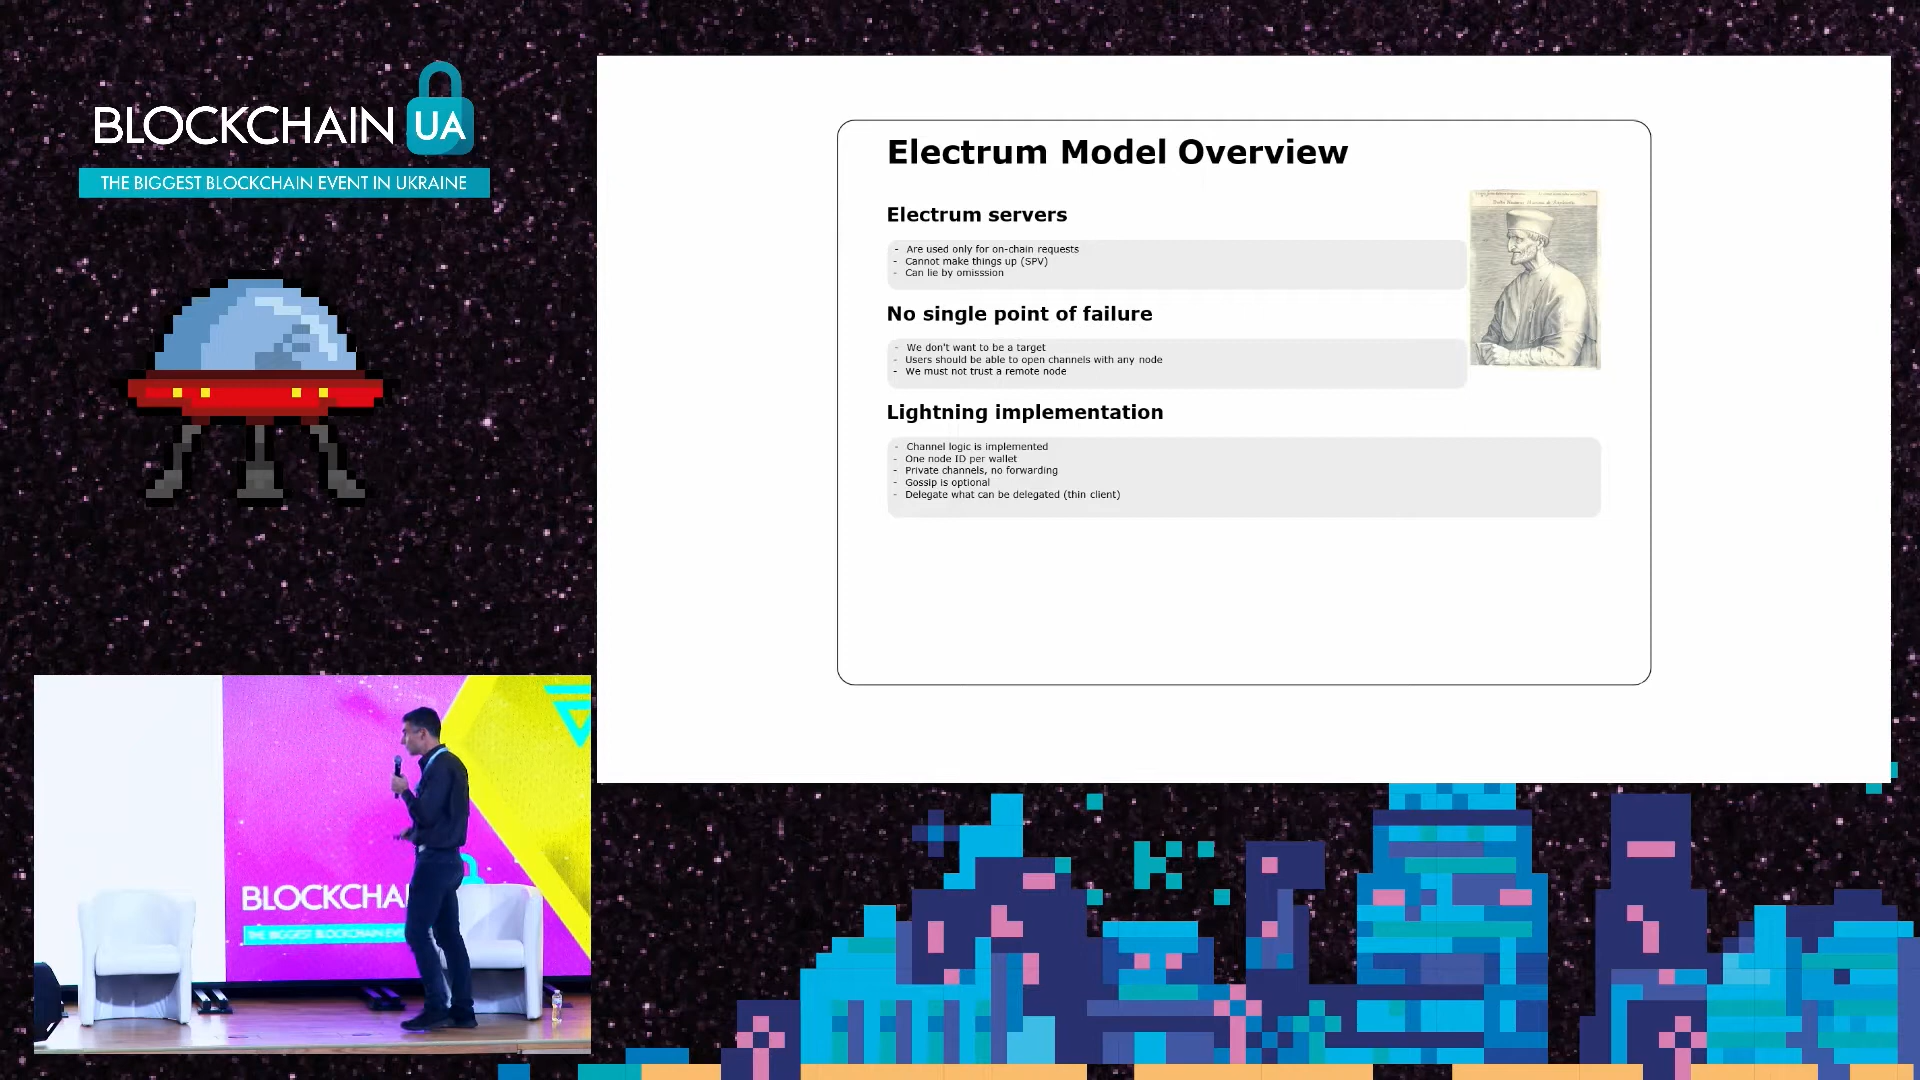 BLOCKCHAIN UA
THE BIGGEST BLOCKCHAIN EVENT IN UKRAINE
Electrum Model Overview
Electrum servers
- Are used only for on-chain requests
- Cannot make things up (SPV)
- Can lie by omisssion
No single point of failure
- We don't want to be a target
- Users should be able to open channels with any node
- We must not trust a remote node
Lightning implementation
- Channel logic is implemented
- One node ID per wallet
- Private channels, no forwarding
- Gossip is optional
- Delegate what can be delegated (thin client)
BLOCKCHA
THE BIGGEST BLOCKCHAIN EVE